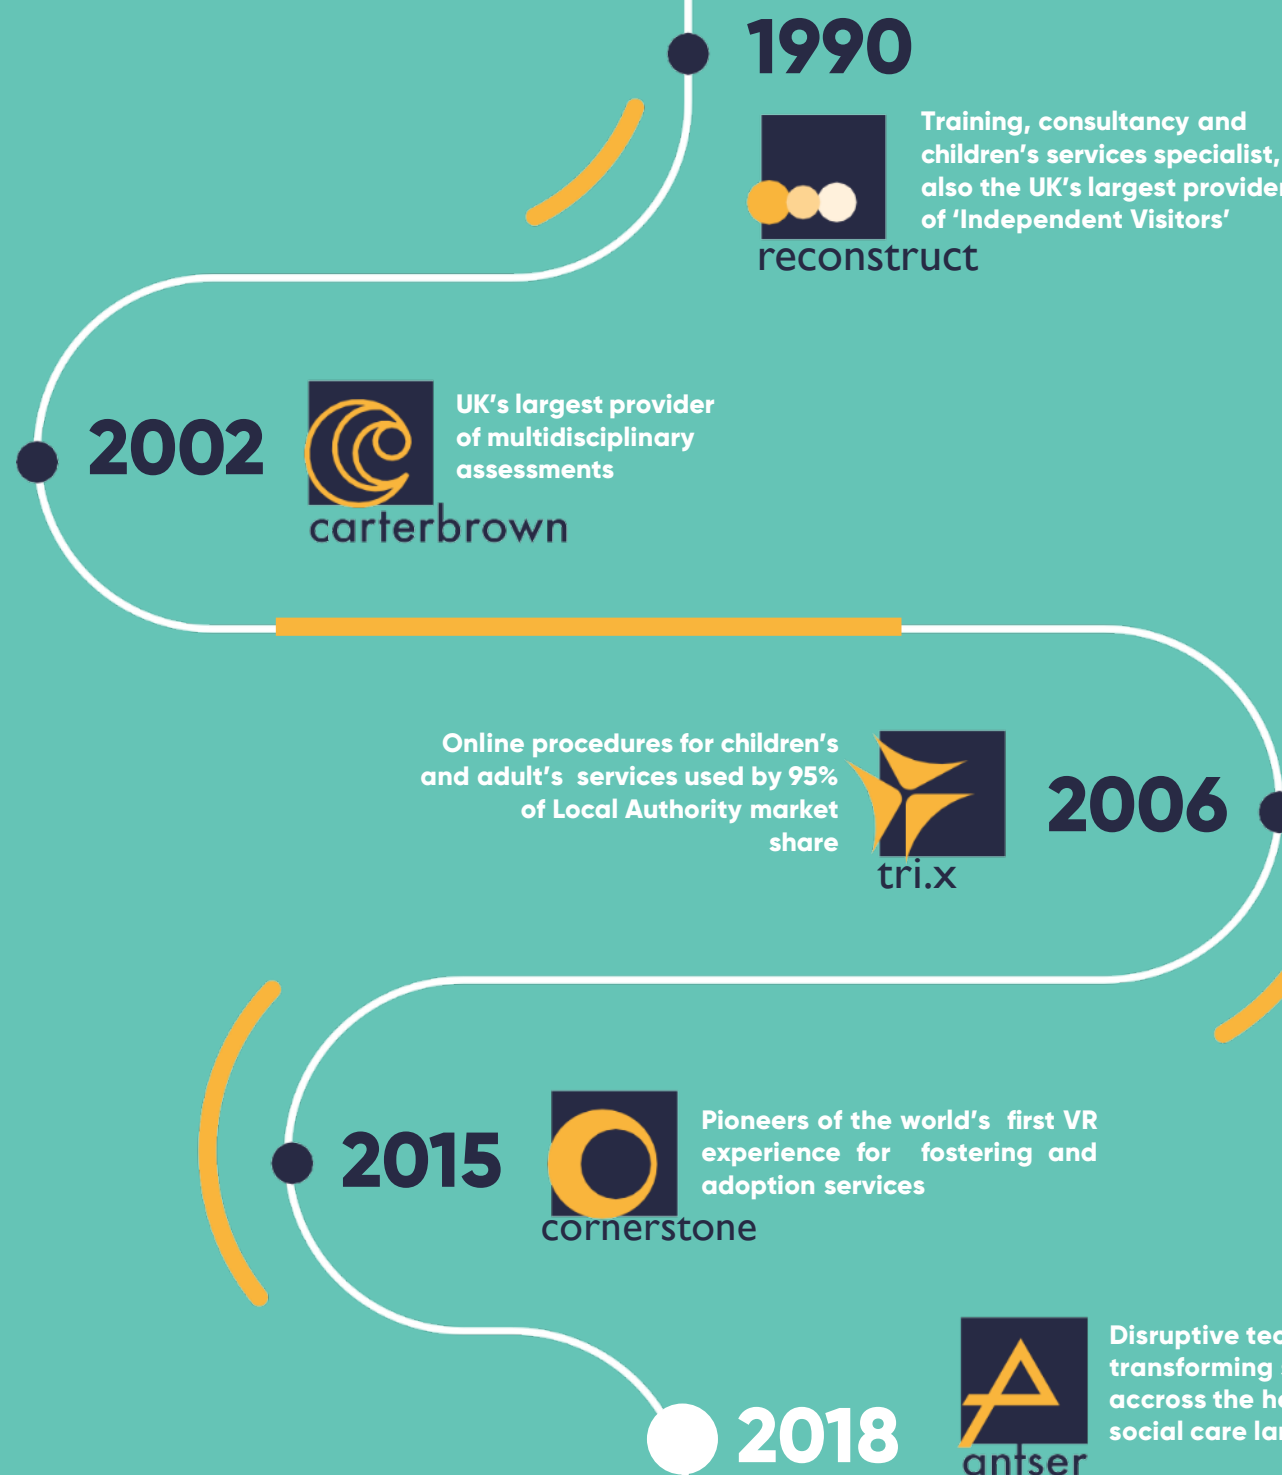 1990
Training, consultancy and
children's services specialist,
also the UK's largest provider
of 'Independent Visitors'
reconstruct
2002
UK's largest provider
of multidisciplinary
assessments
carterbrown
Online procedures for children's
and adult's services used by 95%
of Local Authority market
share
tri.x
2006
2015
Pioneers of the world's first VR
experience for fostering and
adoption services
cornerstone
2018
Disruptive
transforming
accross the
social care
antser